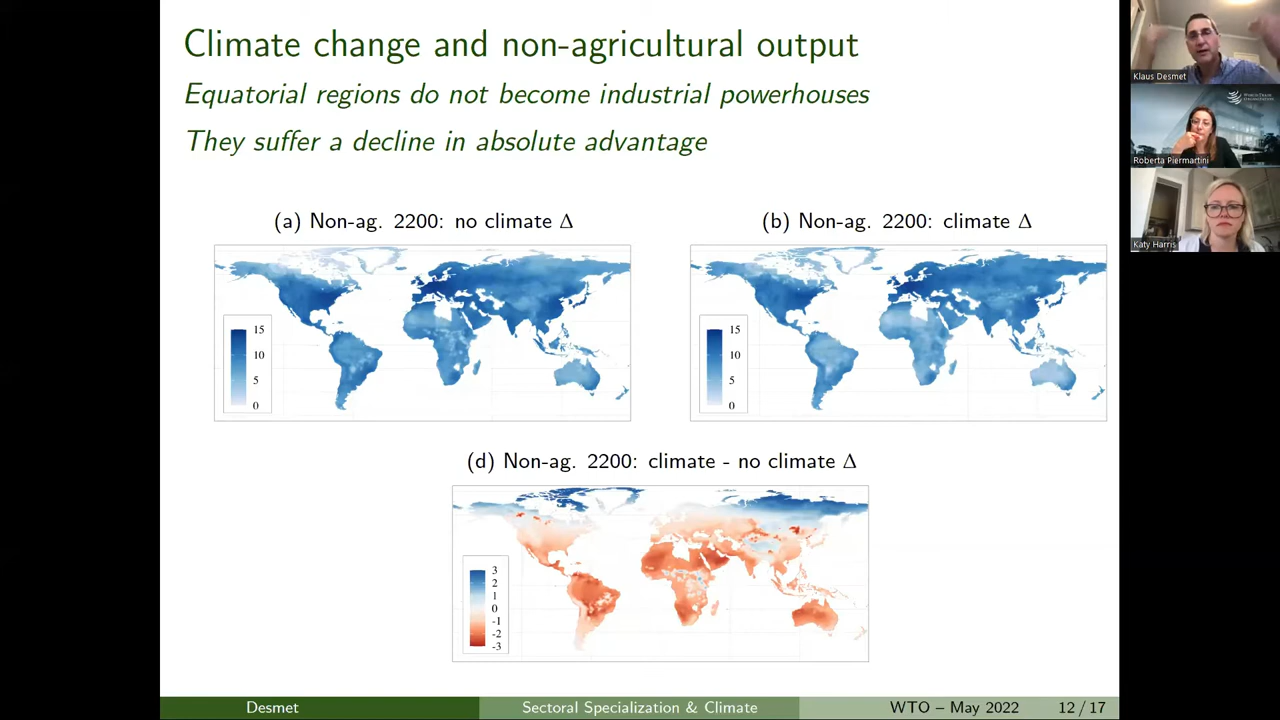 Climate change and non-agricultural output
Equatorial regions do not become industrial powerhouses
They suffer a decline in absolute advantage
(a) Non-ag. 2200: no climate Δ
(b) Non-ag. 2200: climate Δ
15
10
5
0
15
10
5
0
(d) Non-ag. 2200: climate - no climate Δ
3
2
1
0
-1
-2
-3
Desmet
Sectoral Specialization & Climate
WTO – May 2022
12 / 17
Klaus Desmet
Roberta Piermartini
Katy Harris